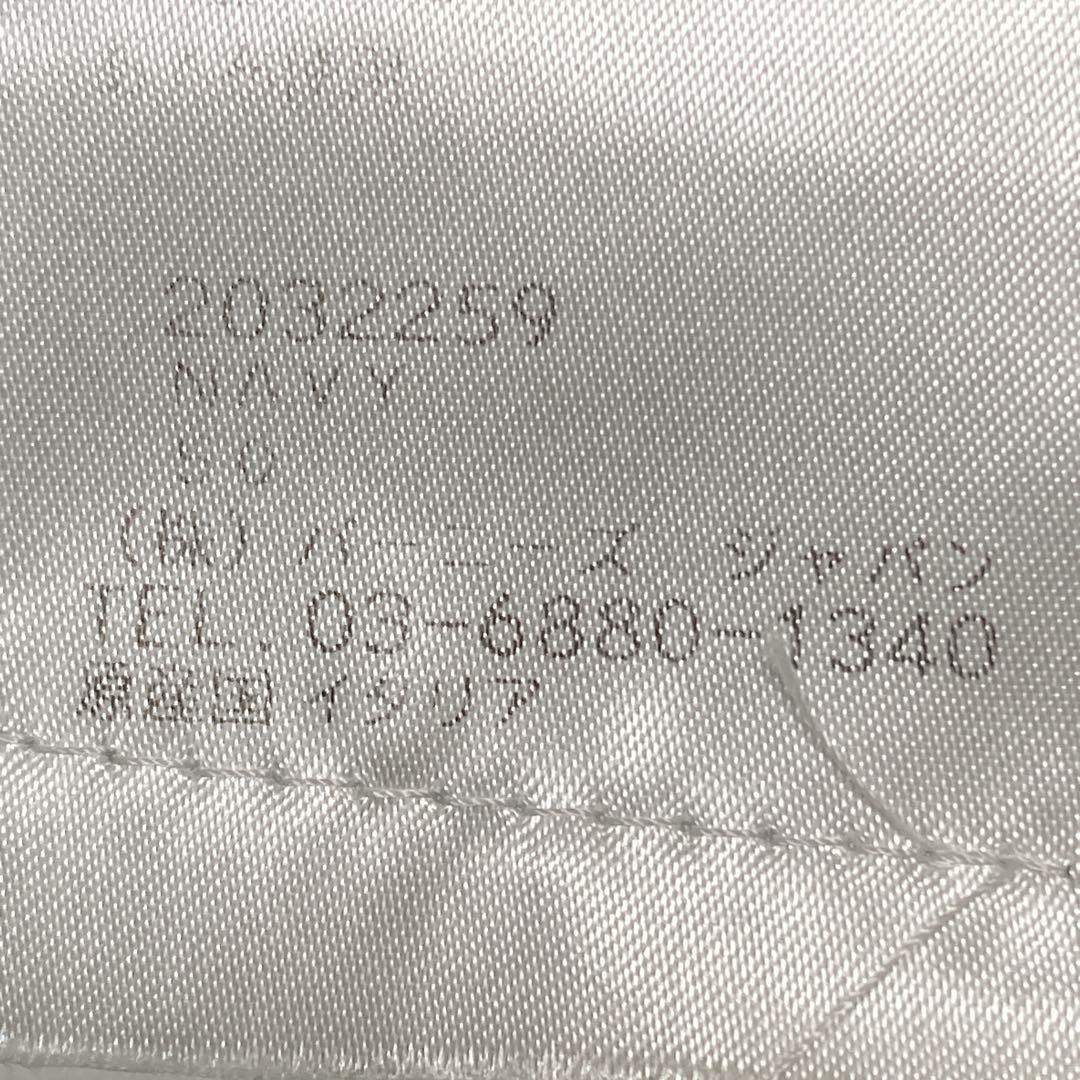 2032259
NAVY
50
(株) バーニーズ ジャパン
TEL. 03-6880-1340
原産国 イタリア